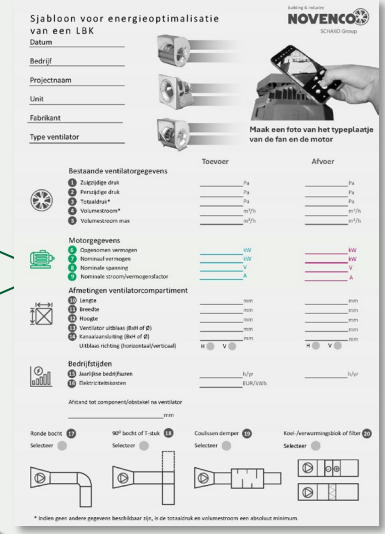 Sjabloon voor energieoptimalisatie
van een LBK
building & industry
NOVENCO
SCHAKO Group
Datum
Bedrijf
Projectnaam
Unit
Fabrikant
Type ventilator
Maak een foto van het typeplaatje
van de fan en de motor
Toevoer Afvoer
Bestaande ventilatorgegevens
1 Zuigzijdige druk Pa Pa
2 Perszijdige druk Pa Pa
3 Totaaldruk* Pa Pa
4 Volumestroom* m³/h m³/h
5 Volumestroom max m³/h m³/h
Motorgegevens
6 Opgenomen vermogen kW kW
7 Nominaal vermogen kW kW
8 Nominale spanning V V
9 Nominale stroom/vermogensfactor A A
Afmetingen ventilatorcompartiment
10 Lengte mm mm
11 Breedte mm mm
12 Hoogte mm mm
13 Ventilator uitblaas (BxH of Ø) mm mm
14 Kanaalaansluiting (BxH of Ø) mm mm
Uitblaas richting (horizontaal/verticaal) H V H V
Bedrijfstijden
15 Jaarlijkse bedrijfsuren h/yr h/yr
16 Elektriciteitskosten EUR/kWh
Afstand tot component/obstakel na ventilator
mm
Ronde bocht 17 90° bocht of T-stuk 18 Coulissen demper 19 Koel-/verwarmingsblok of filter 20
Selecteer Selecteer Selecteer Selecteer
* Indien geen andere gegevens beschikbaar zijn, is de totaaldruk en volumestroom een absoluut minimum.